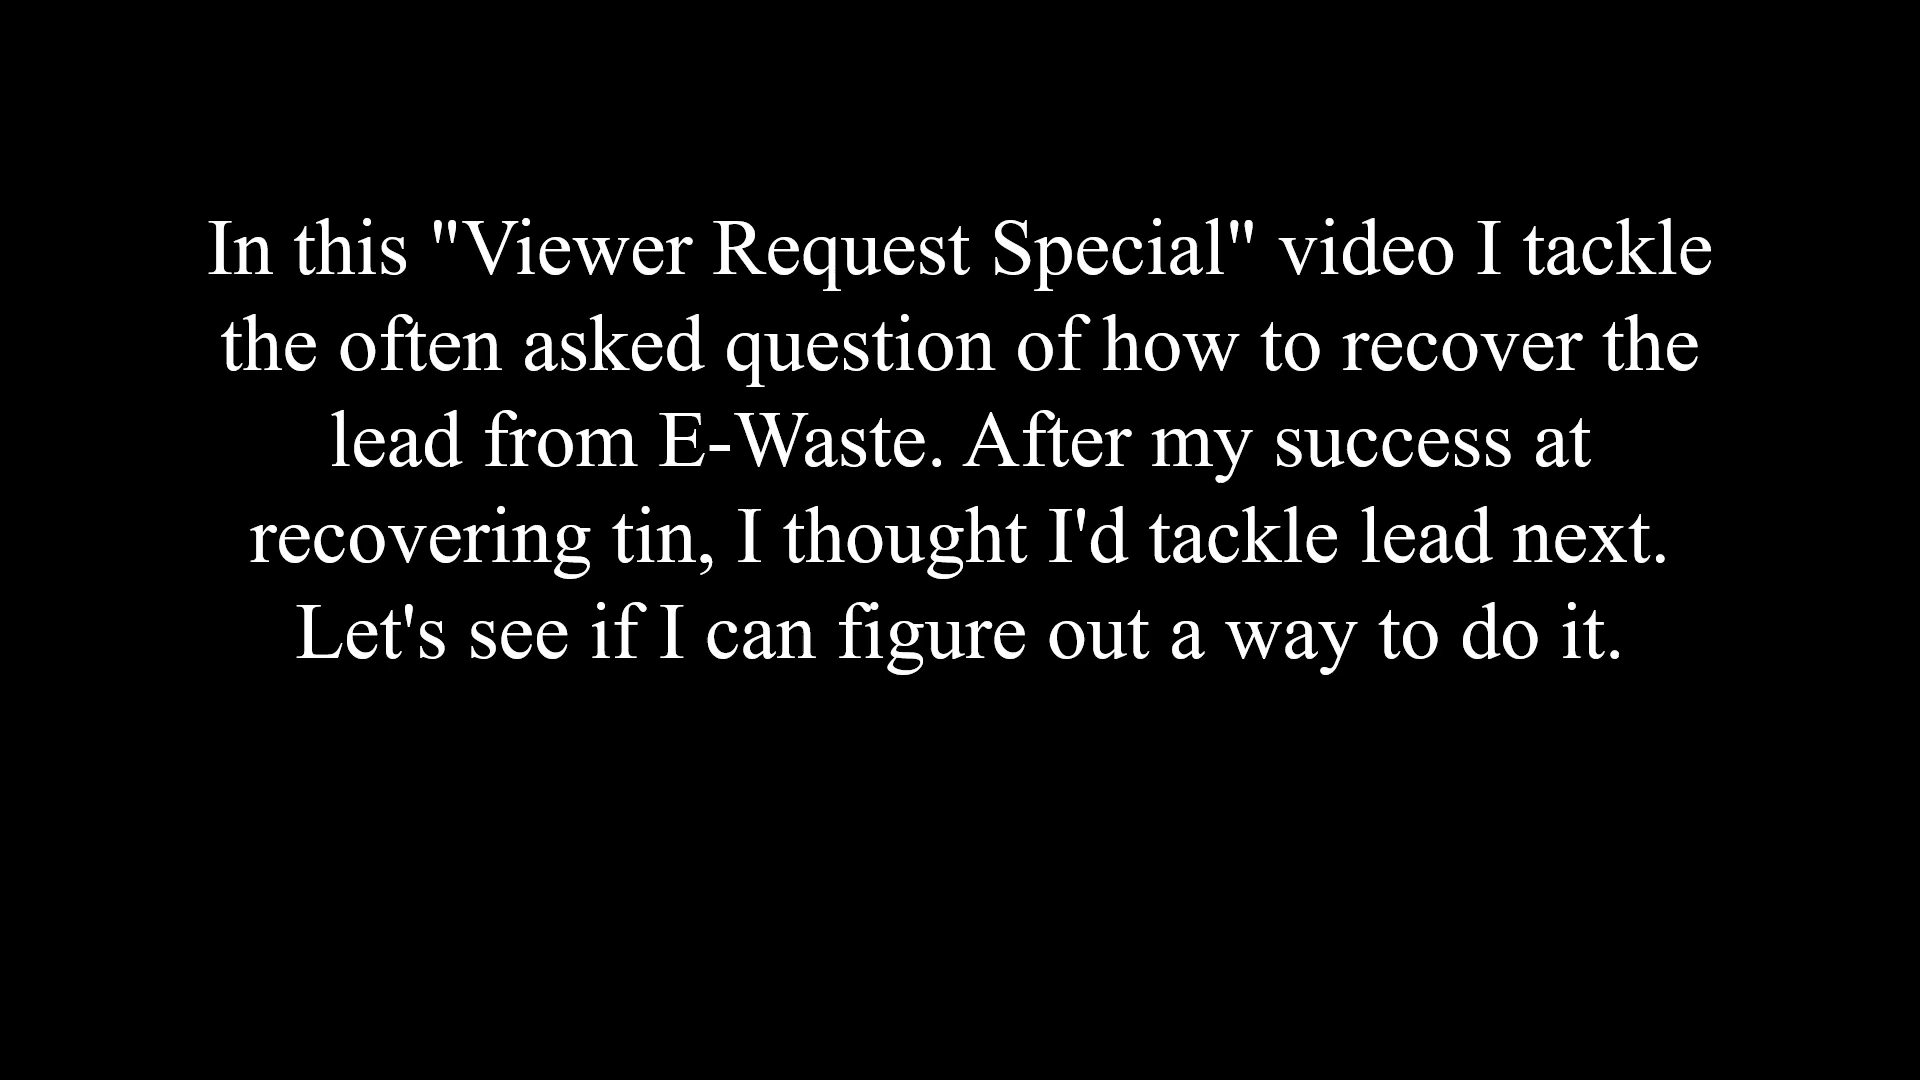 In this "Viewer Request Special" video I tackle
the often asked question of how to recover the
lead from E-Waste. After my success at
recovering tin, I thought I'd tackle lead next.
Let's see if I can figure out a way to do it.